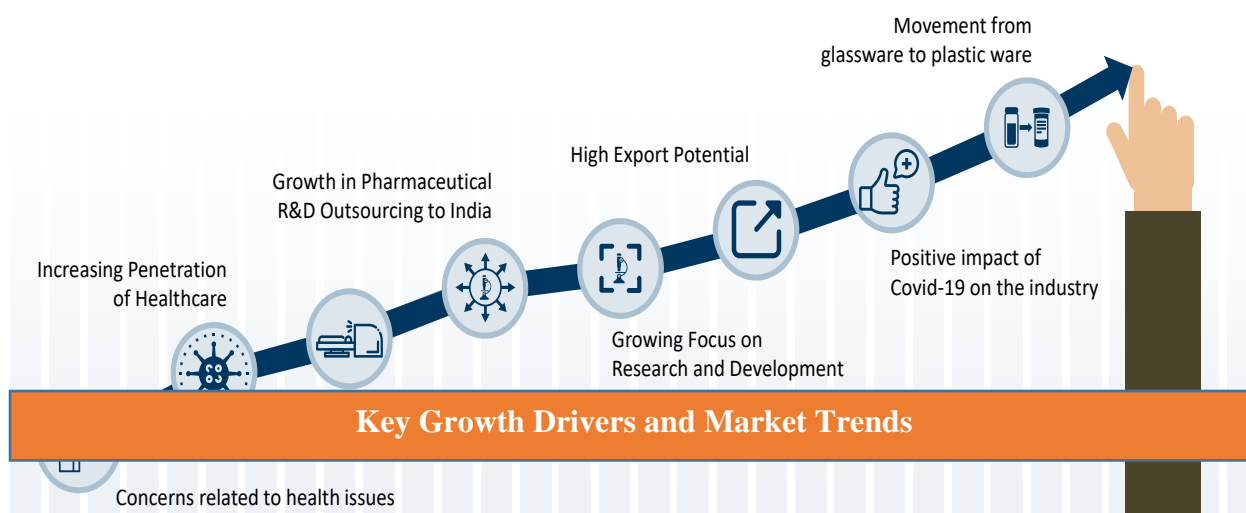 Movement from
glassware to plastic ware
High Export Potential
Growth in Pharmaceutical
R&D Outsourcing to India
Positive impact of
Covid-19 on the industry
Increasing Penetration
of Healthcare
Growing Focus on
Research and Development
Key Growth Drivers and Market Trends
Concerns related to health issues